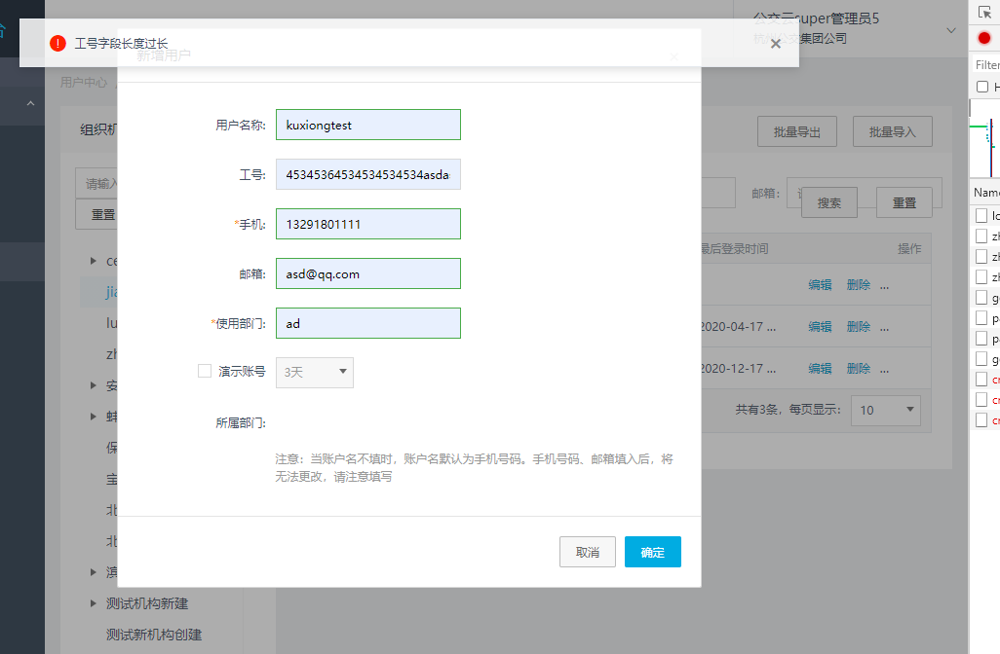 公交云super管理员5
杭州公交集团公司
工号字段长度过长
新增用户
用户中心
组织机
批量导出
批量导入
请输入
重置
邮箱:
搜索
重置
用户名称:
kuxiongtest
工号:
45345364534534534534asda
*手机:
13291801111
邮箱:
asd@qq.com
*使用部门:
ad
演示账号
3天
所属部门:
注意：当账户名不填时，账户名默认为手机号码。手机号码、邮箱填入后，将
无法更改，请注意填写
取消
确定
最后登录时间
操作
编辑 删除 ...
2020-04-17 ...
编辑 删除 ...
2020-12-17 ...
编辑 删除 ...
共有3条，每页显示:
10
ce
jia
lu
zh
安
蚌
保
宝
北
北
滨
测试机构新建
测试新机构创建
Filter
H
Name
lo
zh
zh
zh
g
p
p
g
cr
cr
cr